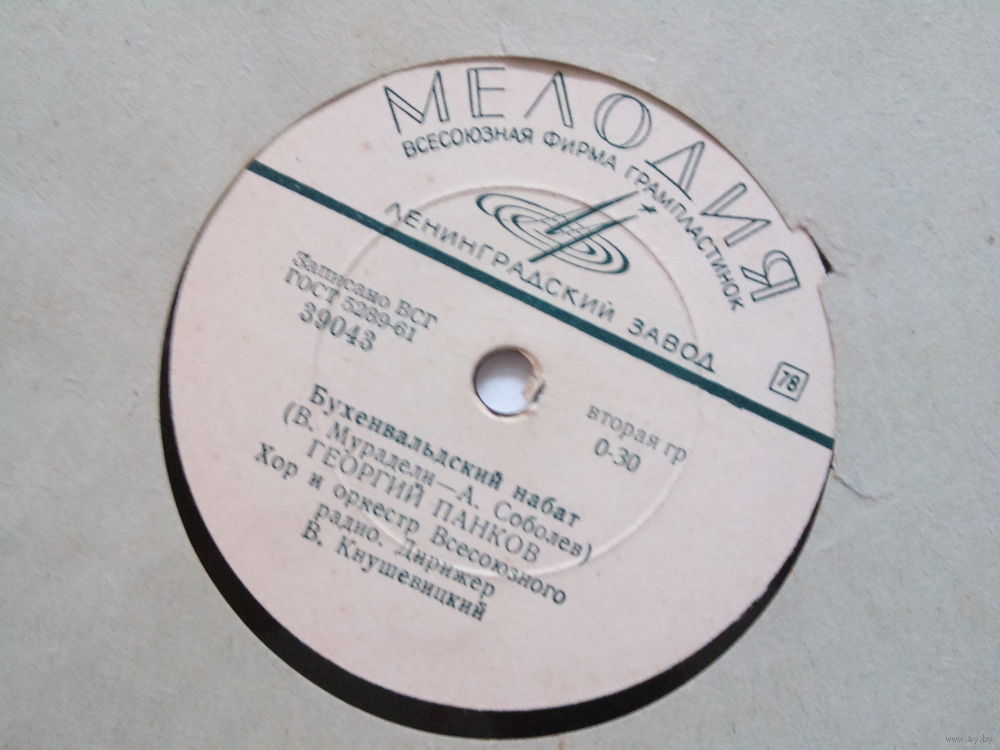 МЕЛОДИЯ
ВСЕСОЮЗНАЯ ФИРМА ГРАМПЛАСТИНОК
ЛЕНИНГРАДСКИЙ ЗАВОД
78
Записано ВСГ
ГОСТ 5289-61
39043
вторая гр
0-30
Бухенвальдский набат
(В. Мурадели—А. Соболев)
ГЕОРГИЙ ПАНКОВ
Хор и оркестр Всесоюзного
радио. Дирижер
В. Кнушевицкий
www.ay.by